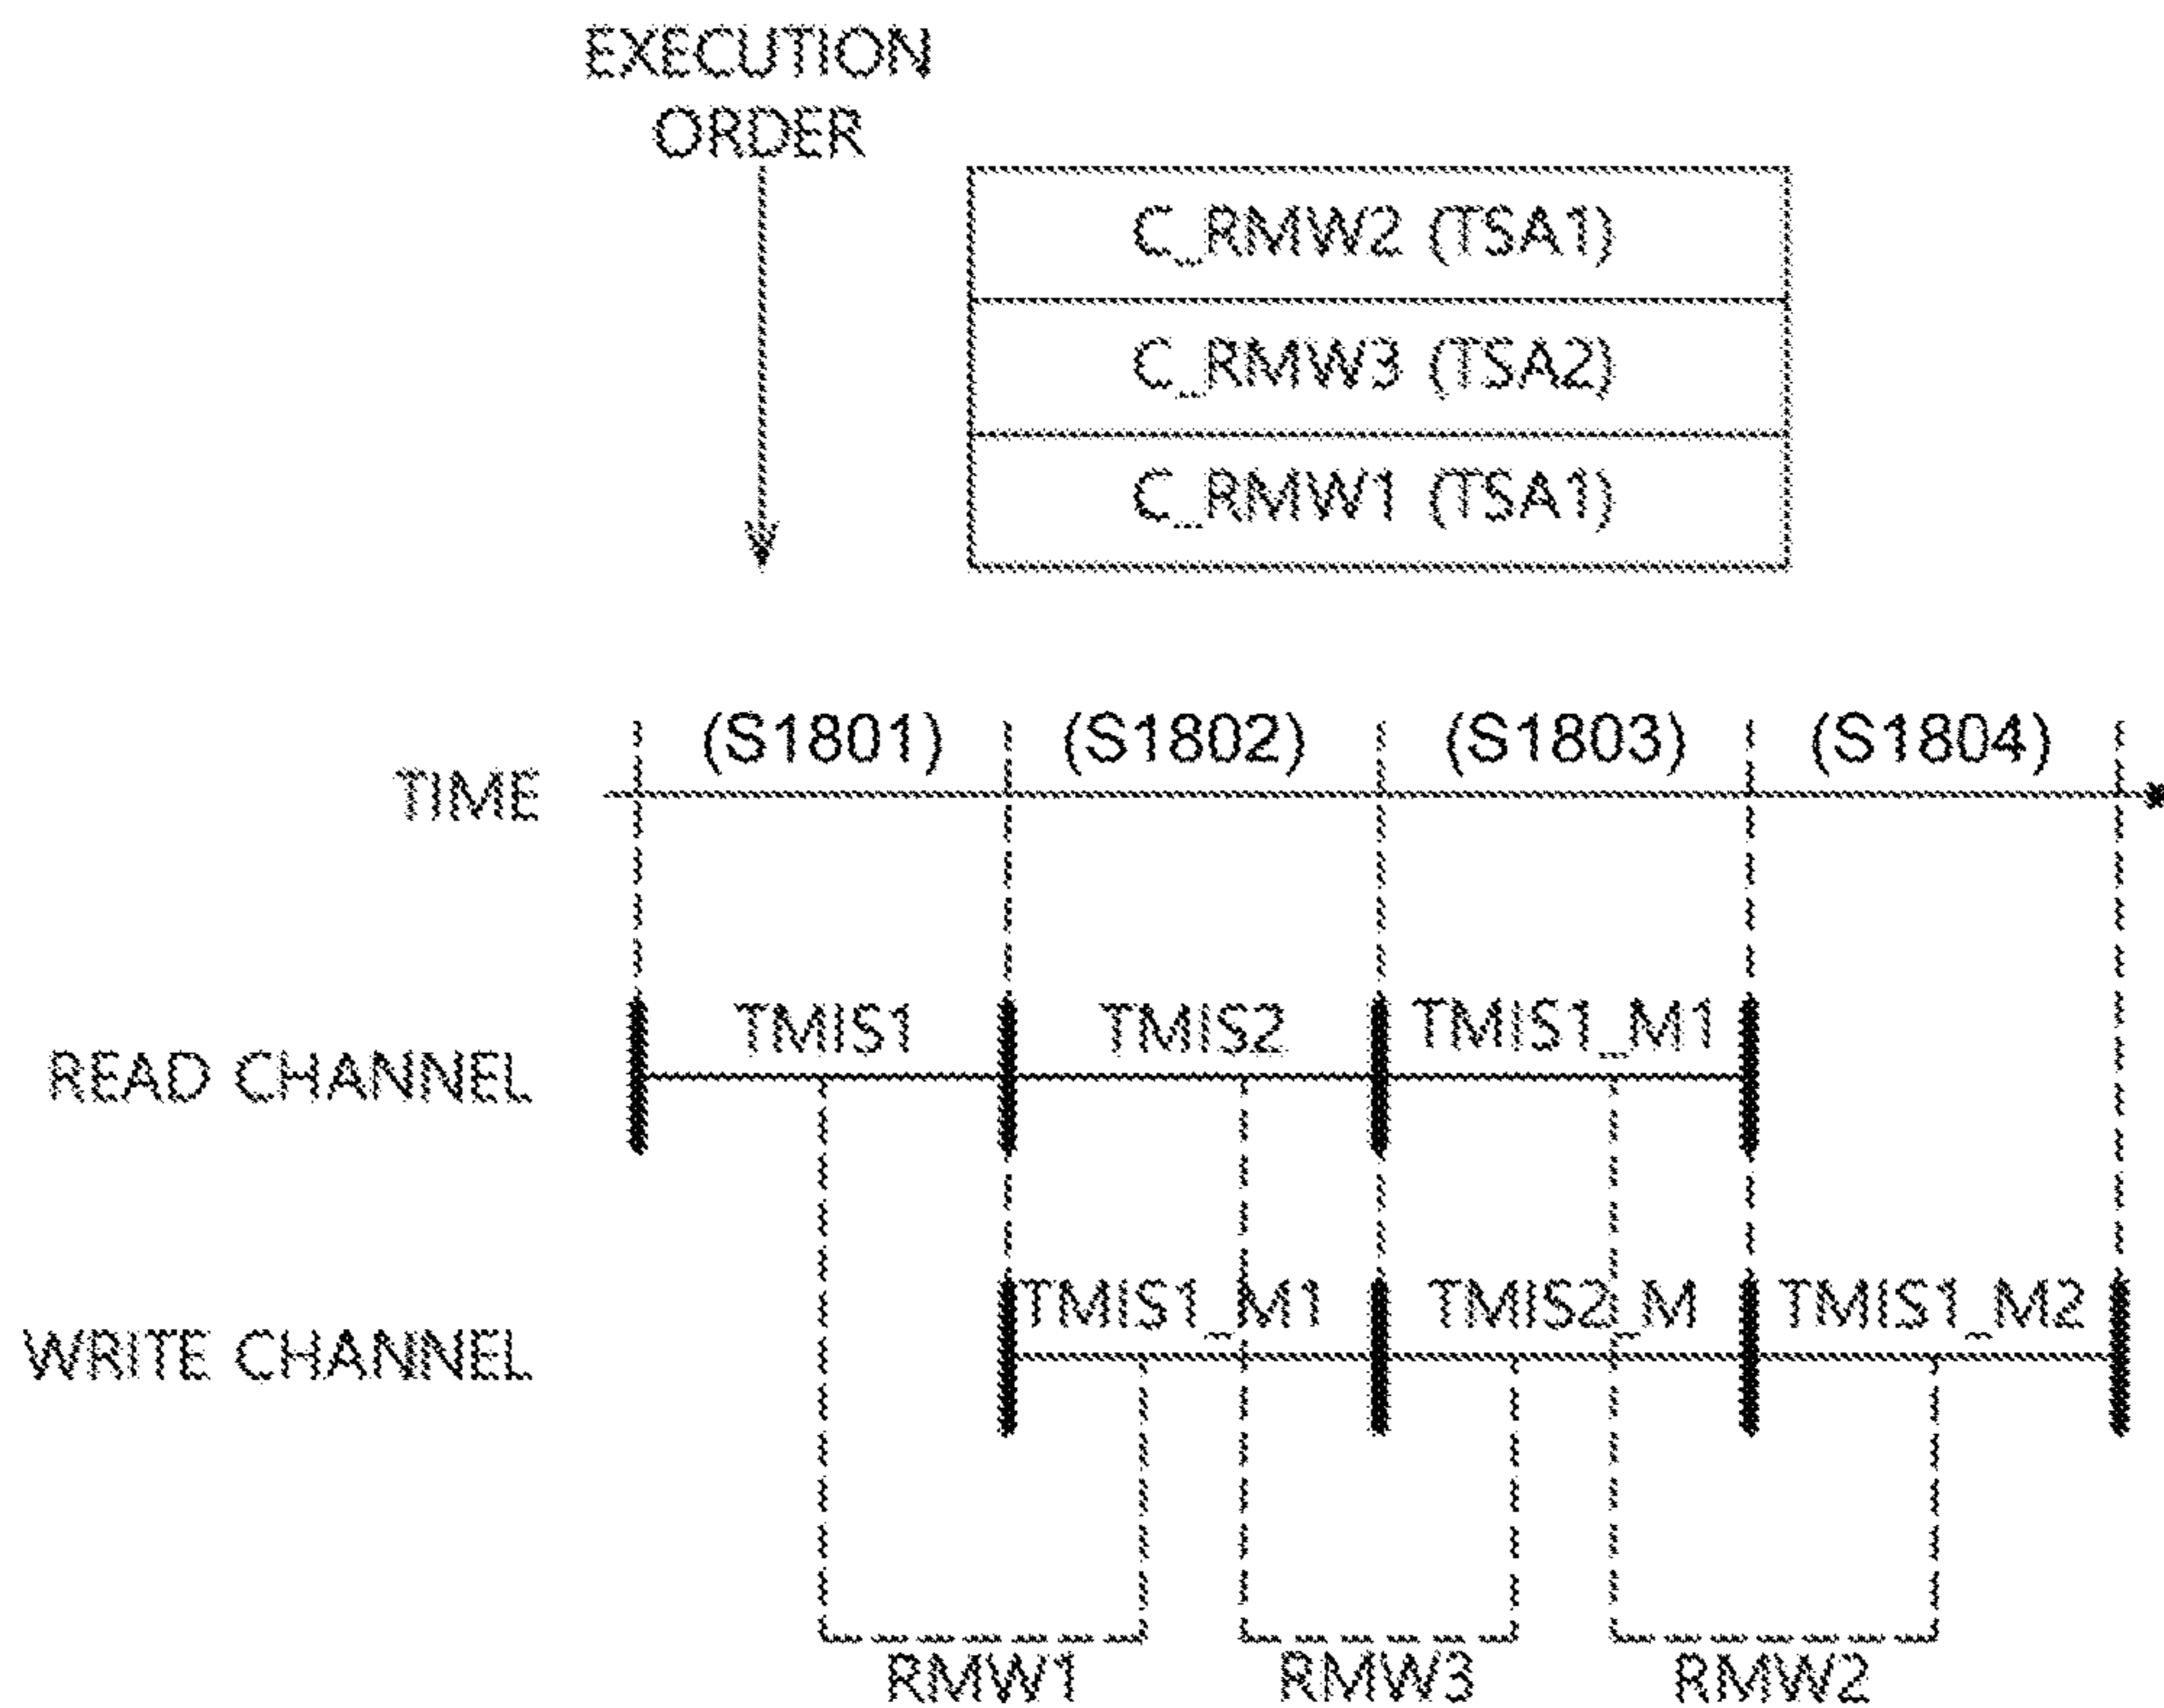 EXECUTION
ORDER
C_RMW2 (TSA1)
C_RMW3 (TSA2)
C_RMW1 (TSA1)
(S1801) (S1802) (S1803) (S1804)
TIME
TMIS1 TMIS2 TMIS1_M1
READ CHANNEL
TMIS1_M1 TMIS2_M TMIS1_M2
WRITE CHANNEL
RMW1 RMW3 RMW2